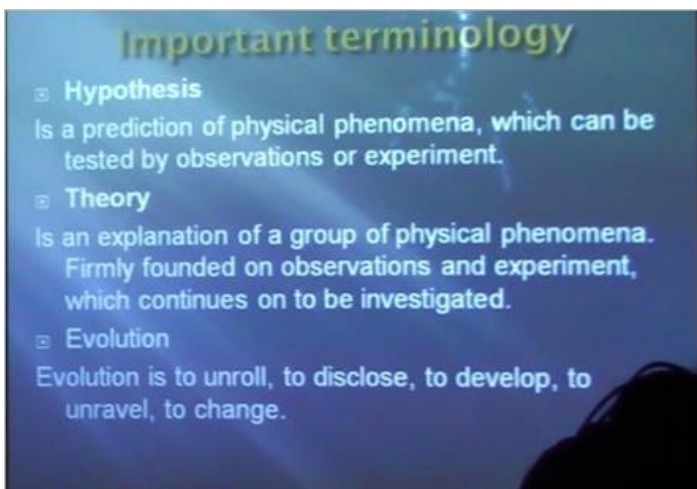 Important terminology
Hypothesis
Is a prediction of physical phenomena, which can be
tested by observations or experiment.
Theory
Is an explanation of a group of physical phenomena.
Firmly founded on observations and experiment,
which continues on to be investigated.
Evolution
Evolution is to unroll, to disclose, to develop, to
unravel, to change.